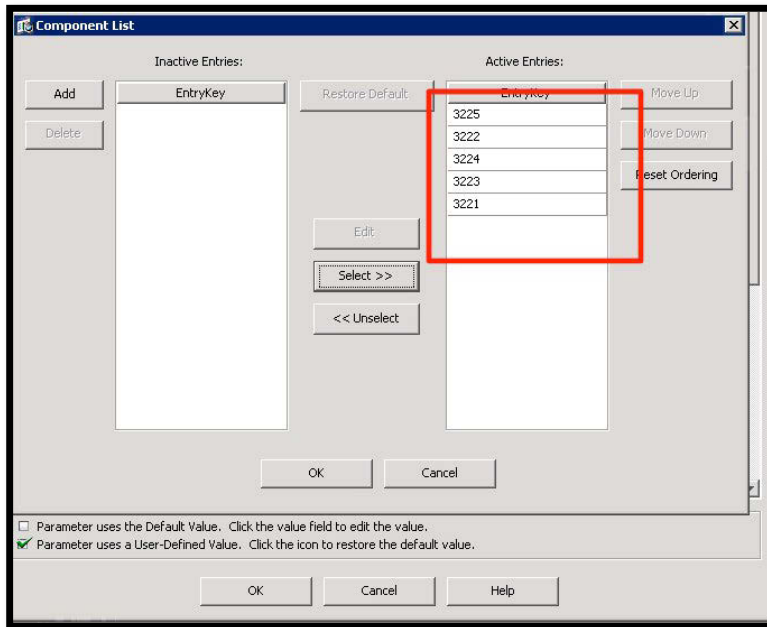 Component List
Inactive Entries:
Active Entries:
Add
EntryKey
Restore Default
EntryKey
Move Up
Delete
3225
3222
Move Down
3224
Reset Ordering
3223
3221
Edit
Select >>
<< Unselect
OK
Cancel
Parameter uses the Default Value. Click the value field to edit the value.
Parameter uses a User-Defined Value. Click the icon to restore the default value.
OK
Cancel
Help